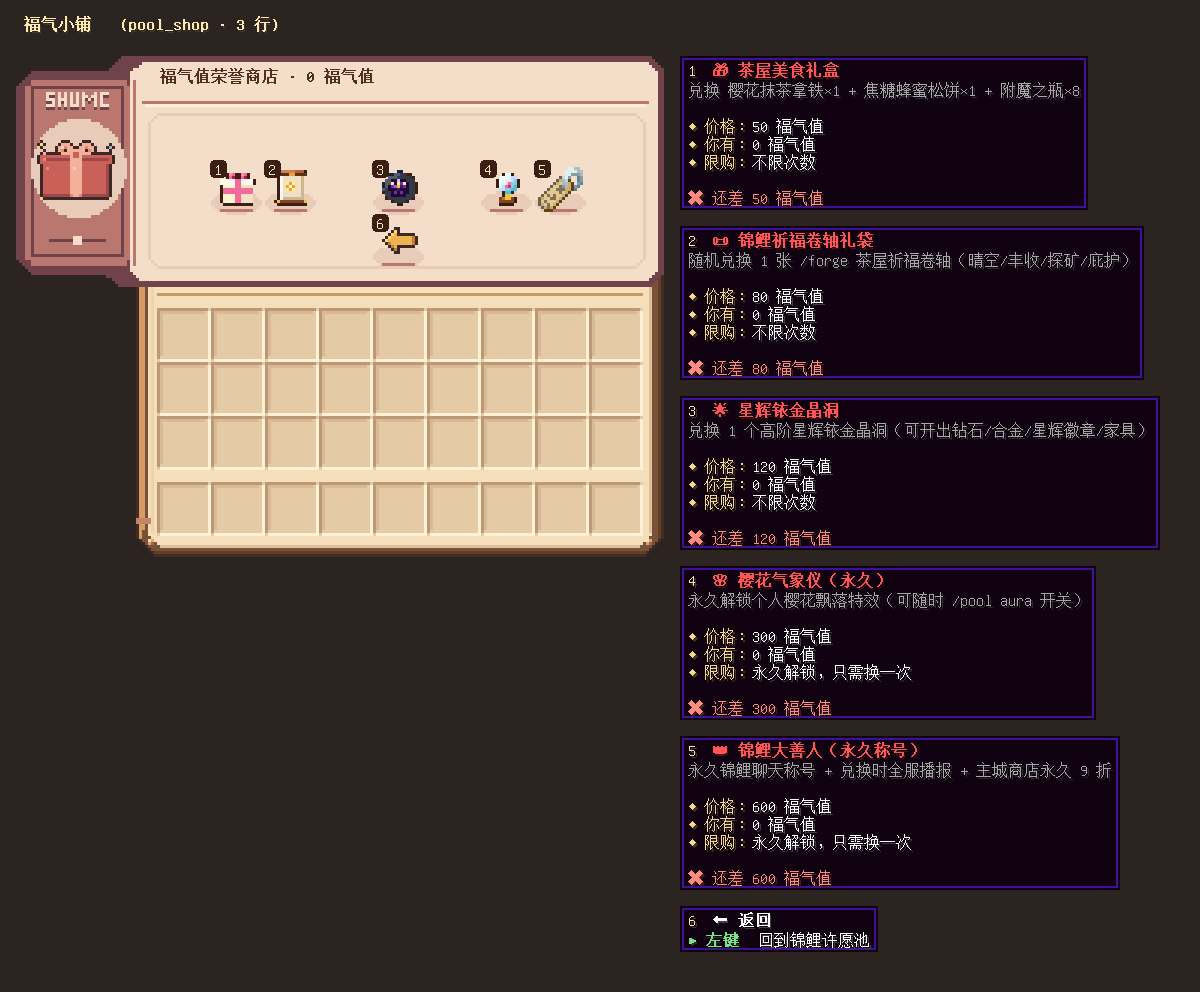 福气小铺 (pool_shop · 3 行)
福气值荣誉商店 · 0 福气值
SHUMC
1
2
3
4
5
6
1 茶屋美食礼盒
兑换 樱花抹茶拿铁×1 + 焦糖蜂蜜松饼×1 + 附魔之瓶×8
◆ 价格: 50 福气值
◆ 你有: 0 福气值
◆ 限购: 不限次数
✖ 还差 50 福气值
2 锦鲤祈福卷轴礼袋
随机兑换 1 张 /forge 茶屋祈福卷轴（晴空/丰收/探矿/庇护）
◆ 价格: 80 福气值
◆ 你有: 0 福气值
◆ 限购: 不限次数
✖ 还差 80 福气值
3 星辉铱金晶洞
兑换 1 个高阶星辉铱金晶洞（可开出钻石/合金/星辉徽章/家具）
◆ 价格: 120 福气值
◆ 你有: 0 福气值
◆ 限购: 不限次数
✖ 还差 120 福气值
4 樱花气象仪（永久）
永久解锁个人樱花飘落特效（可随时 /pool aura 开关）
◆ 价格: 300 福气值
◆ 你有: 0 福气值
◆ 限购: 永久解锁，只需换一次
✖ 还差 300 福气值
5 锦鲤大善人（永久称号）
永久锦鲤聊天称号 + 兑换时全服播报 + 主城商店永久 9 折
◆ 价格: 600 福气值
◆ 你有: 0 福气值
◆ 限购: 永久解锁，只需换一次
✖ 还差 600 福气值
6 ← 返回
▶ 左键 回到锦鲤许愿池